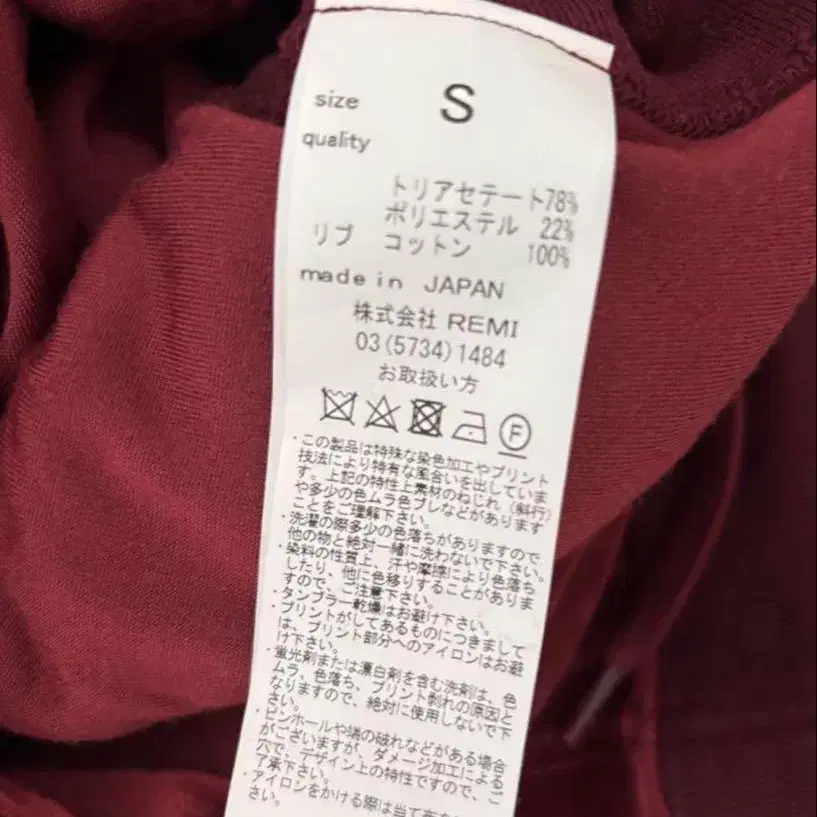 size S
quality
トリアセテート78%
ポリエステル 22%
リブ コットン 100%
made in JAPAN
株式会社 REMI
03(5734)1484
お取扱い方
F
・この製品は特殊な染色加工やプリント
技法により特有な風合いを出していま
す。上記の特性上素材のねじれ(斜行)
や多少の色ムラ色ブレなどがあります
ことをご理解下さい。
・洗濯の際多少の色落ちがありますので、
他の物と絶対一緒に洗わないで下さい。
・染料の性質上、汗や摩擦により色落ち
したり、他に色移りすることがありま
すので、ご注意下さい。
・タンブラー乾燥はお避け下さい。
・プリントがしてあるものにつきまして
は、プリント部分へのアイロンはお避
け下さい。
・蛍光剤または漂白剤を含む洗剤は、色
ムラ、色落ち、プリント剥れの原因と
なりますので、絶対に使用しないで下
さい。
・ピンホールや端の破れなどがある場合
がございますが、ダメージ加工による
穴で、デザイン上の特性ですので、ご
了承下さい。
・アイロンをかける際は当て布を
さい。